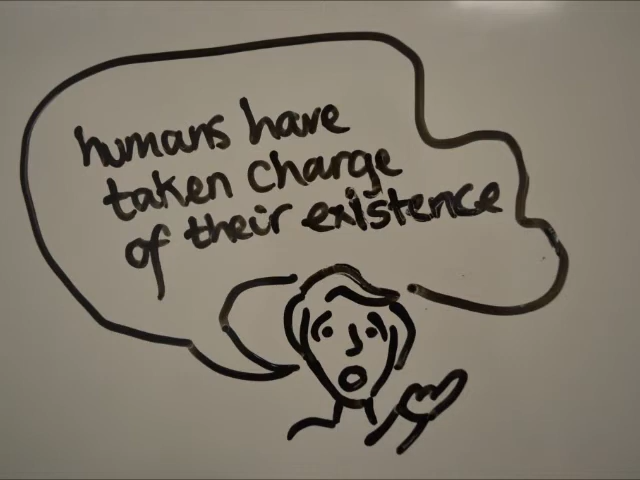 humans have
taken charge
of their existence